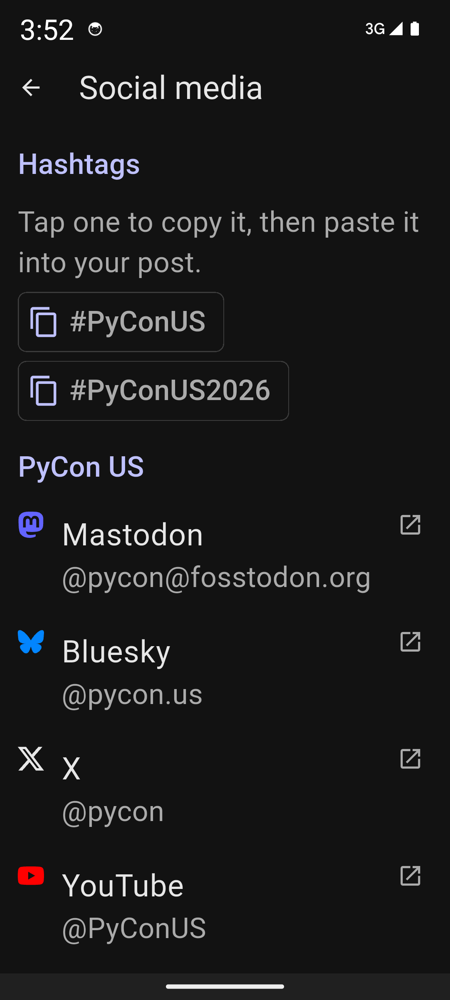 3:52
3G
Social media
Hashtags
Tap one to copy it, then paste it
into your post.
#PyConUS
#PyConUS2026
PyCon US
Mastodon
@pycon@fosstodon.org
Bluesky
@pycon.us
X
@pycon
YouTube
@PyConUS